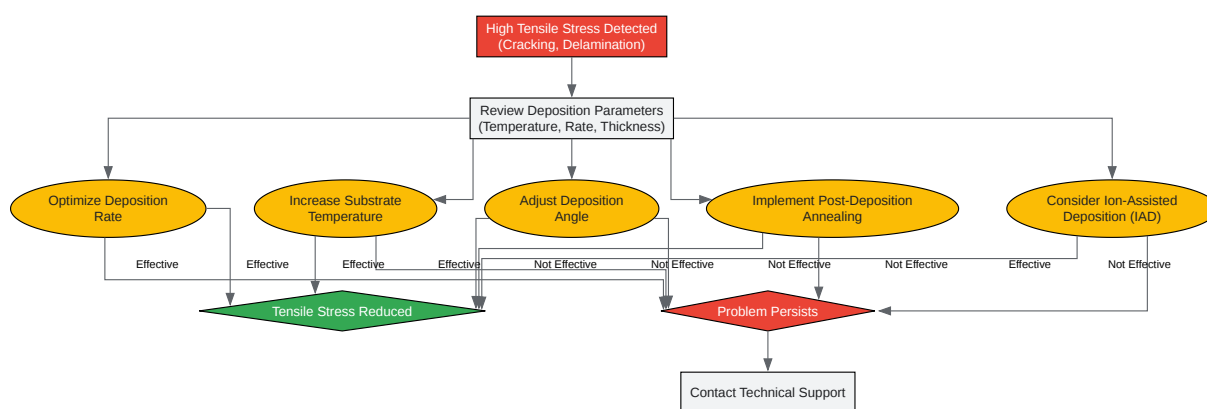 High Tensile Stress Detected
(Cracking, Delamination)
Review Deposition Parameters
(Temperature, Rate, Thickness)
Optimize Deposition
Rate
Increase Substrate
Temperature
Adjust Deposition
Angle
Implement Post-Deposition
Annealing
Consider Ion-Assisted
Deposition (IAD)
Effective
Effective
Effective
Effective
Not Effective
Not Effective
Not Effective
Not Effective
Effective
Not Effective
Tensile Stress Reduced
Problem Persists
Contact Technical Support